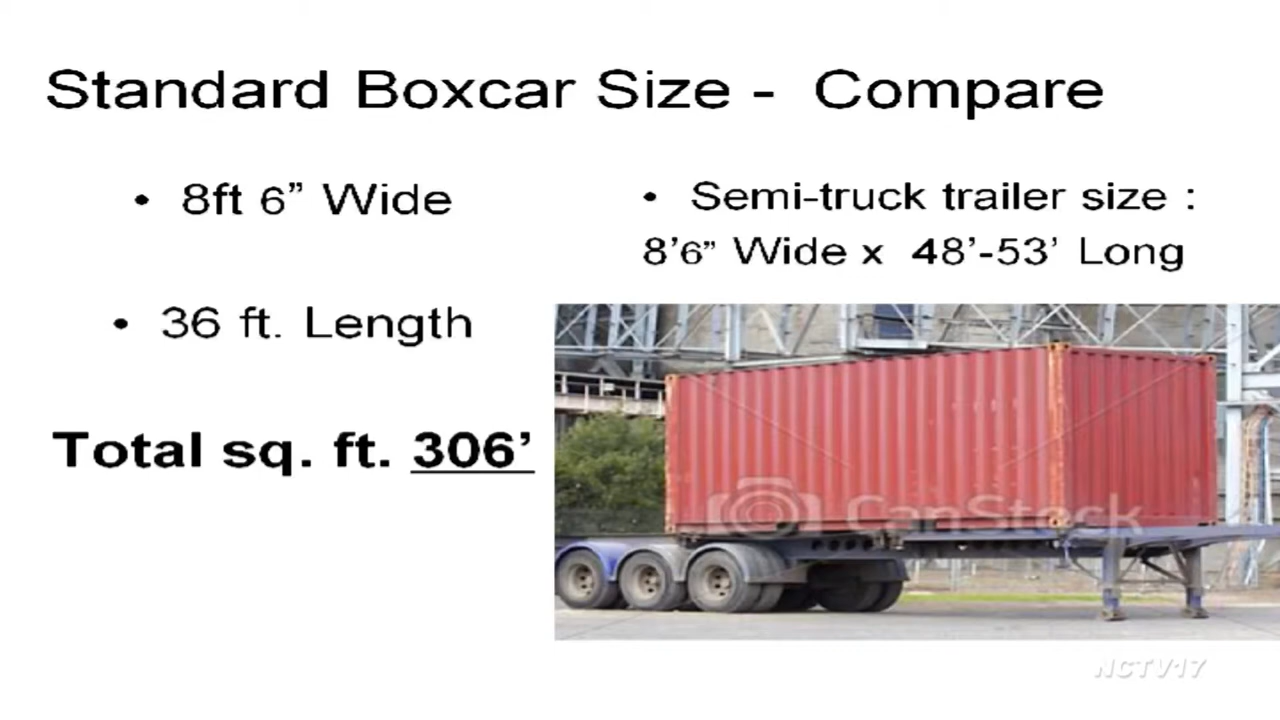 Standard Boxcar Size - Compare
• 8ft 6” Wide
• 36 ft. Length
Total sq. ft. 306’
• Semi-truck trailer size :
8’6” Wide x 48’-53’ Long
CanStock
NCTV17